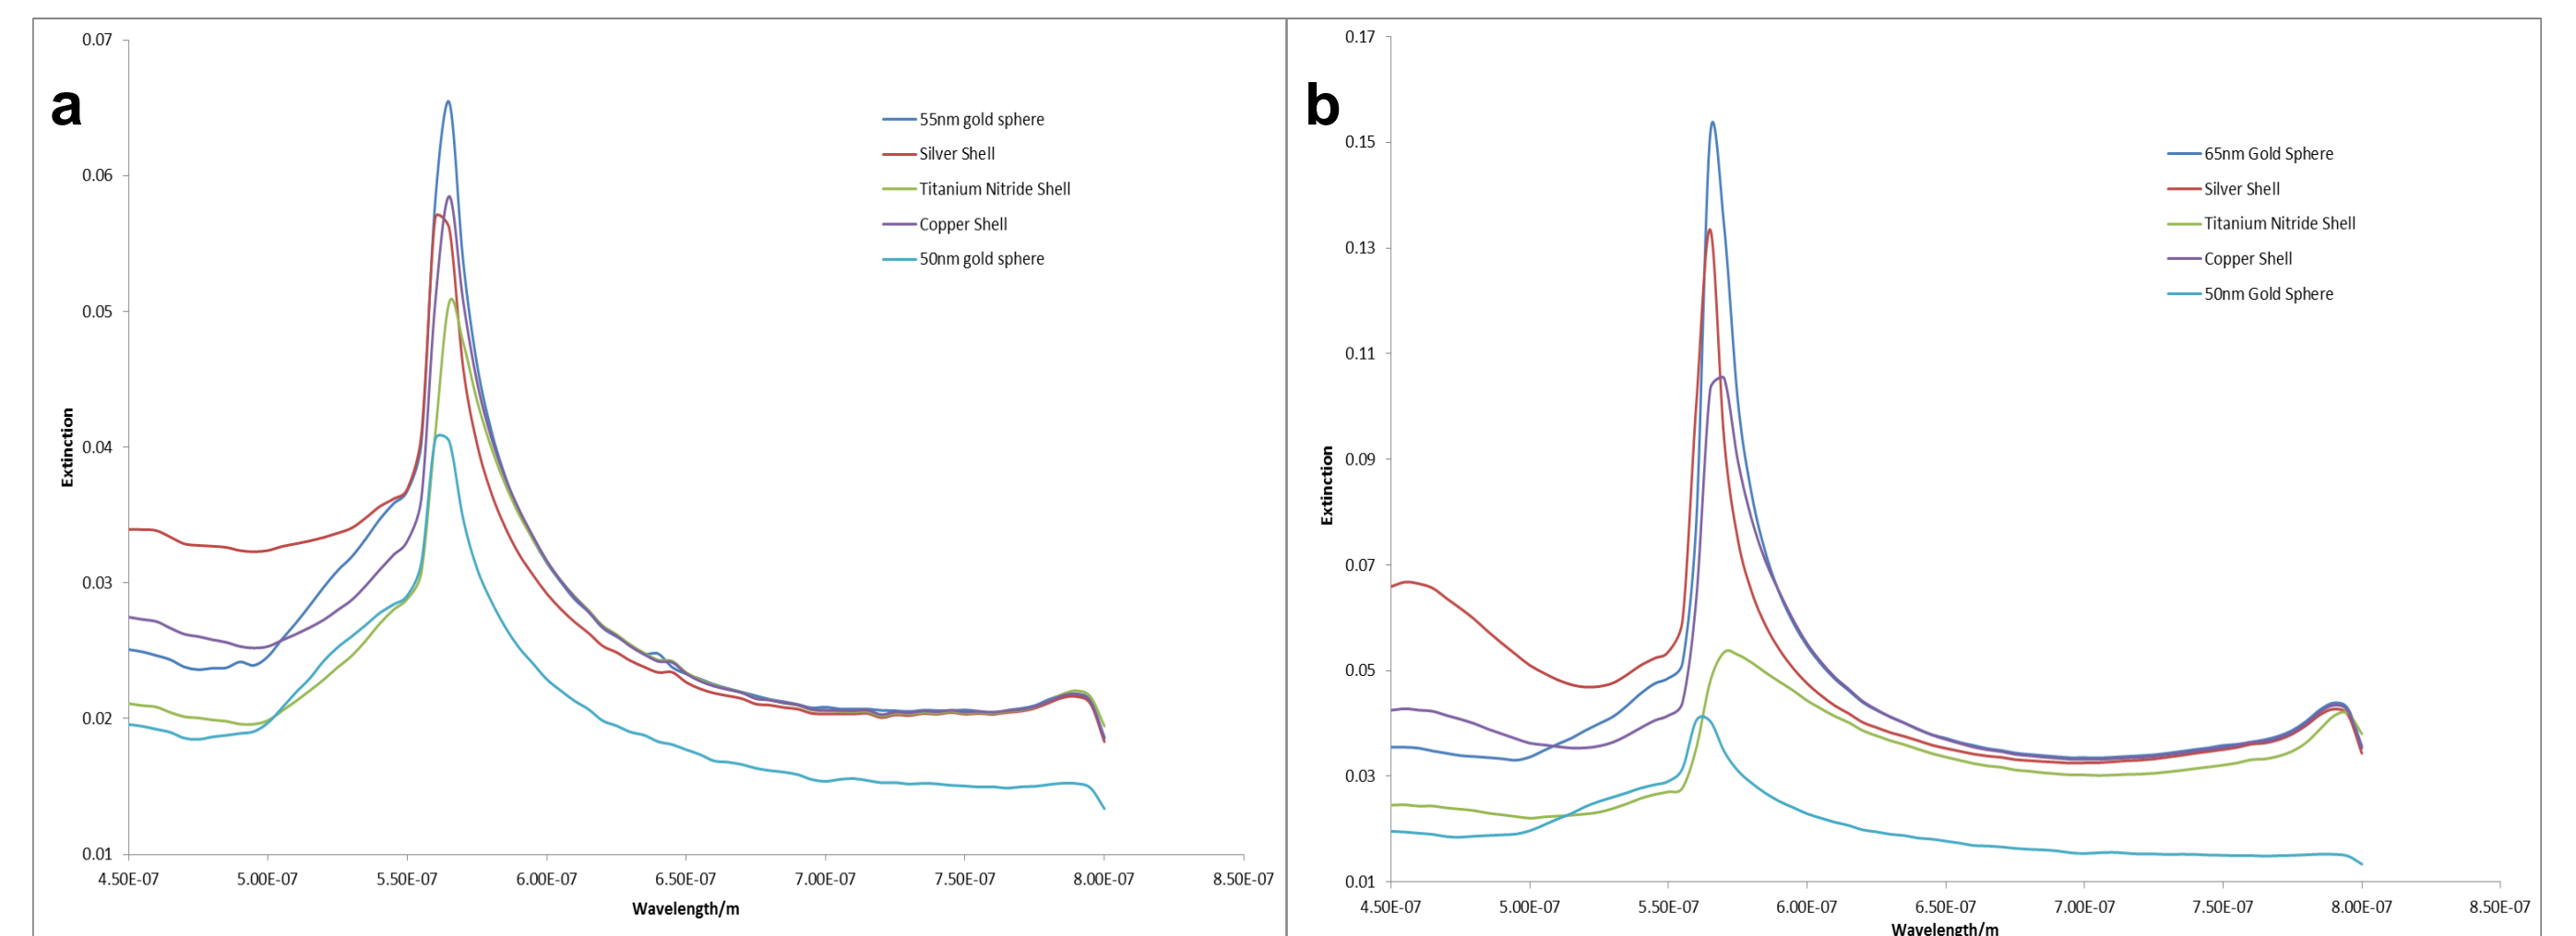 a
0.07
0.06
0.05
0.04
0.03
0.02
0.01
Extinction
55nm gold sphere
Silver Shell
Titanium Nitride Shell
Copper Shell
50nm gold sphere
4.50E-07 5.00E-07 5.50E-07 6.00E-07 6.50E-07 7.00E-07 7.50E-07 8.00E-07 8.50E-07
Wavelength/m
b
0.17
0.15
0.13
0.11
0.09
0.07
0.05
0.03
0.01
Extinction
65nm Gold Sphere
Silver Shell
Titanium Nitride Shell
Copper Shell
50nm Gold Sphere
4.50E-07 5.00E-07 5.50E-07 6.00E-07 6.50E-07 7.00E-07 7.50E-07 8.00E-07 8.50E-07
Wavelength/m